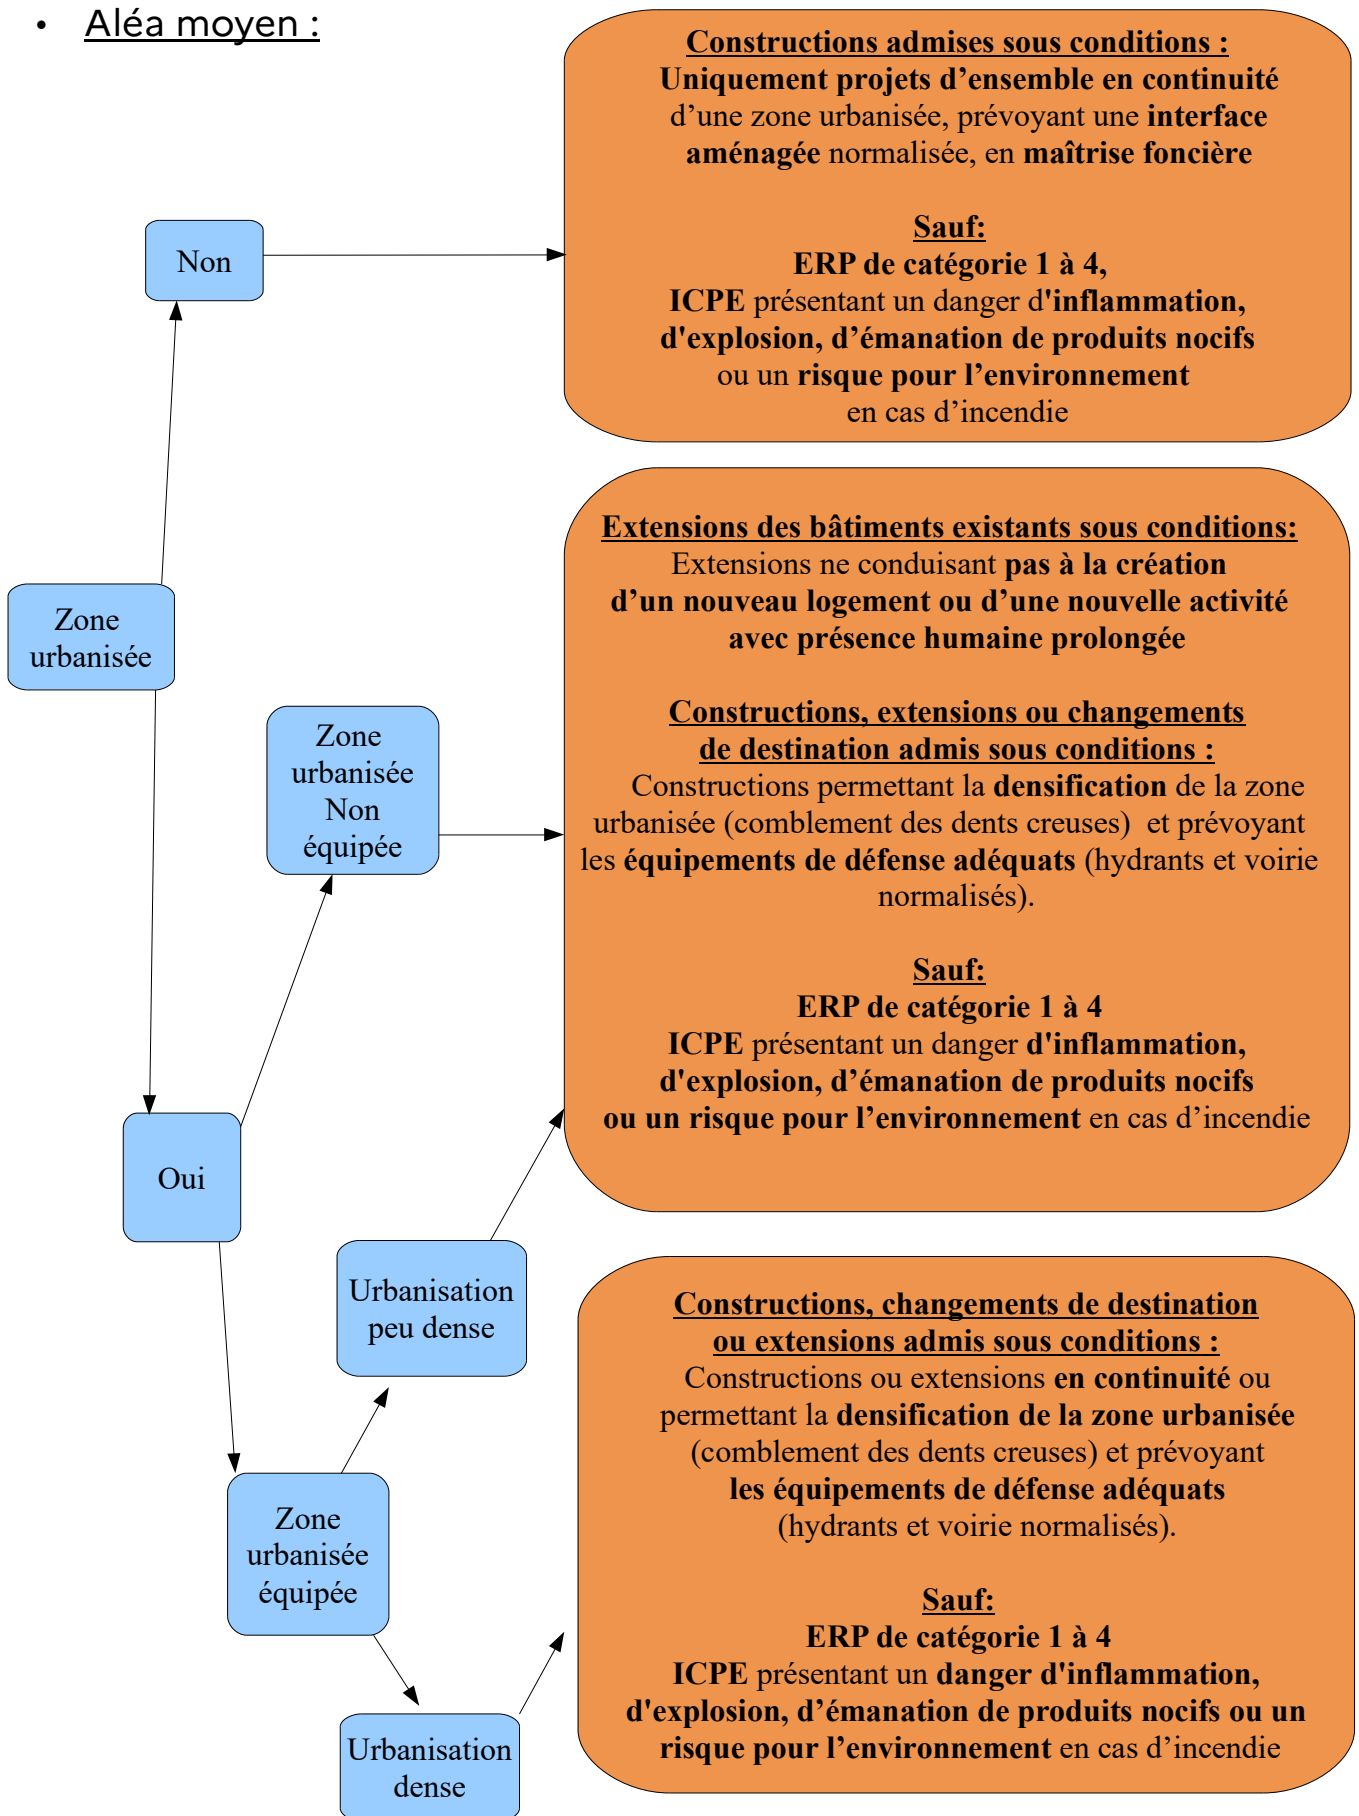 • Aléa moyen :
Constructions admises sous conditions :
Uniquement projets d’ensemble en continuité
d’une zone urbanisée, prévoyant une interface
aménagée normalisée, en maîtrise foncière
Sauf:
ERP de catégorie 1 à 4,
ICPE présentant un danger d'inflammation,
d'explosion, d’émanation de produits nocifs
ou un risque pour l’environnement
en cas d’incendie
Non
Zone
urbanisée
Extensions des bâtiments existants sous conditions:
Extensions ne conduisant pas à la création
d’un nouveau logement ou d’une nouvelle activité
avec présence humaine prolongée
Constructions, extensions ou changements
de destination admis sous conditions :
Constructions permettant la densification de la zone
urbanisée (comblement des dents creuses)  et prévoyant
les équipements de défense adéquats (hydrants et voirie
normalisés).
Sauf:
ERP de catégorie 1 à 4
ICPE présentant un danger d'inflammation,
d'explosion, d’émanation de produits nocifs
ou un risque pour l’environnement en cas d’incendie
Zone
urbanisée
Non
équipée
Oui
Urbanisation
peu dense
Constructions, changements de destination
ou extensions admis sous conditions :
Constructions ou extensions en continuité ou
permettant la densification de la zone urbanisée
(comblement des dents creuses) et prévoyant
les équipements de défense adéquats
(hydrants et voirie normalisés).
Sauf:
ERP de catégorie 1 à 4
ICPE présentant un danger d'inflammation,
d'explosion, d’émanation de produits nocifs ou un
risque pour l’environnement en cas d’incendie
Zone
urbanisée
équipée
Urbanisation
dense